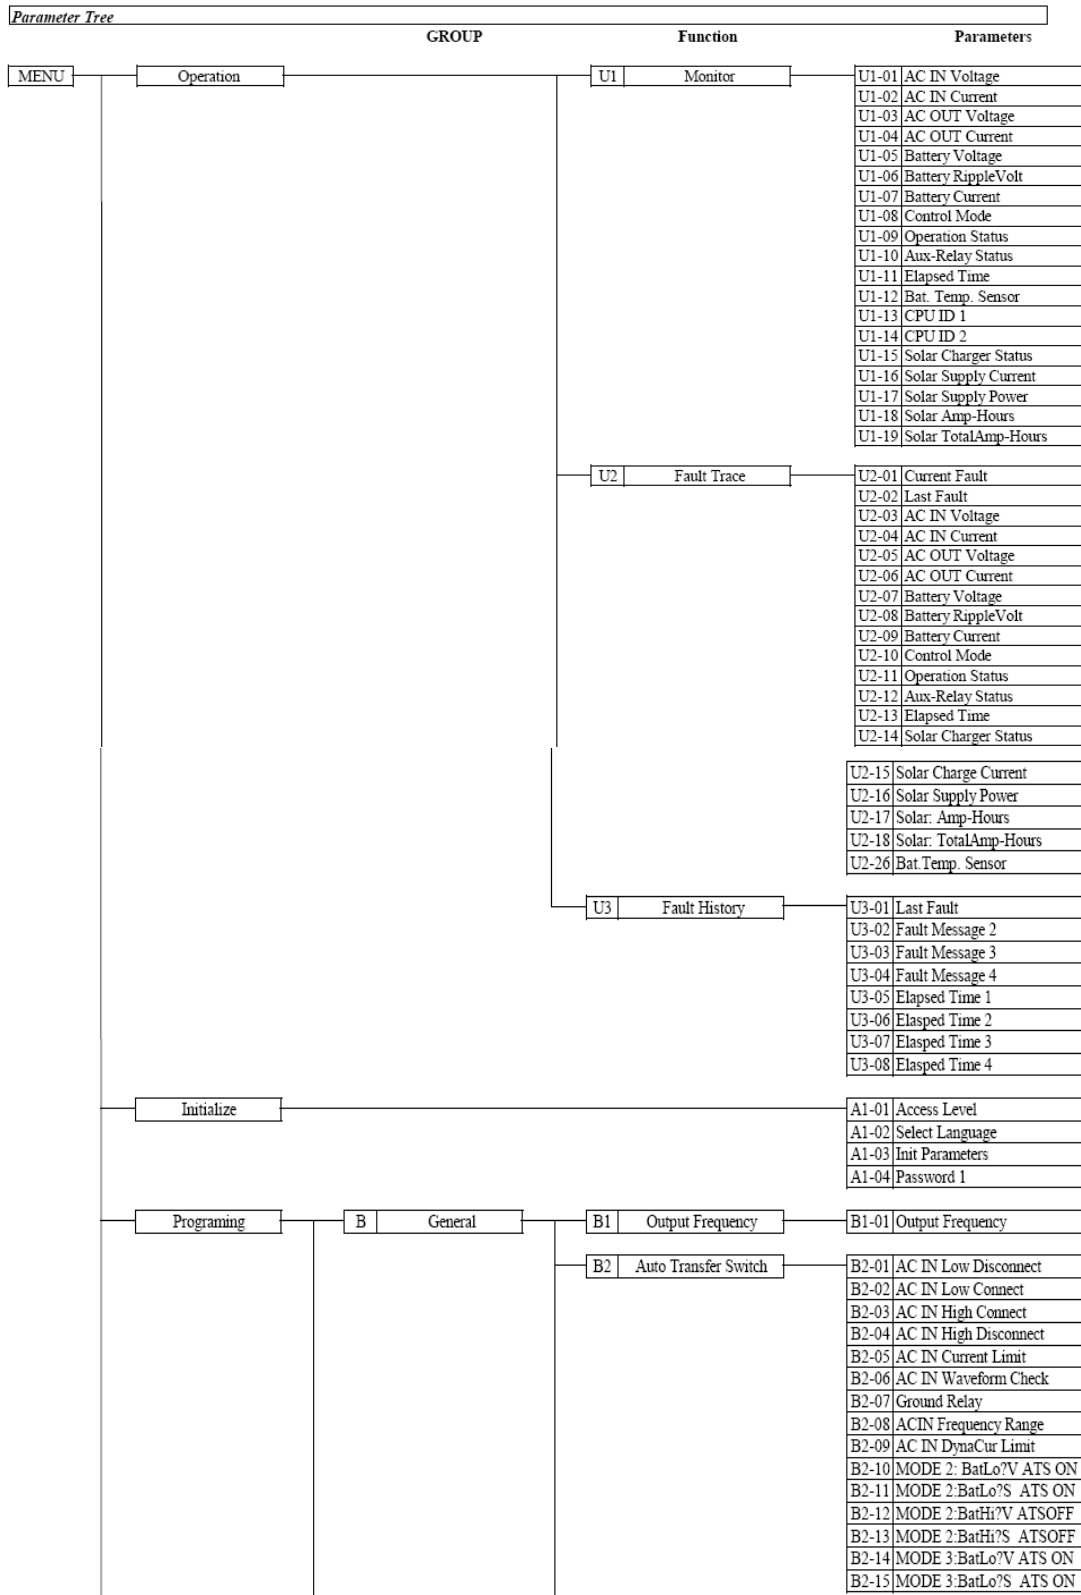 Parameter Tree
GROUP Function Parameters
MENU Operation U1 Monitor U1-01 AC IN Voltage
U1-02 AC IN Current
U1-03 AC OUT Voltage
U1-04 AC OUT Current
U1-05 Battery Voltage
U1-06 Battery RippleVolt
U1-07 Battery Current
U1-08 Control Mode
U1-09 Operation Status
U1-10 Aux-Relay Status
U1-11 Elapsed Time
U1-12 Bat. Temp. Sensor
U1-13 CPU ID 1
U1-14 CPU ID 2
U1-15 Solar Charger Status
U1-16 Solar Supply Current
U1-17 Solar Supply Power
U1-18 Solar Amp-Hours
U1-19 Solar TotalAmp-Hours
U2 Fault Trace U2-01 Current Fault
U2-02 Last Fault
U2-03 AC IN Voltage
U2-04 AC IN Current
U2-05 AC OUT Voltage
U2-06 AC OUT Current
U2-07 Battery Voltage
U2-08 Battery RippleVolt
U2-09 Battery Current
U2-10 Control Mode
U2-11 Operation Status
U2-12 Aux-Relay Status
U2-13 Elapsed Time
U2-14 Solar Charger Status
U2-15 Solar Charge Current
U2-16 Solar Supply Power
U2-17 Solar: Amp-Hours
U2-18 Solar: TotalAmp-Hours
U2-26 Bat.Temp. Sensor
U3 Fault History U3-01 Last Fault
U3-02 Fault Message 2
U3-03 Fault Message 3
U3-04 Fault Message 4
U3-05 Elapsed Time 1
U3-06 Elasped Time 2
U3-07 Elasped Time 3
U3-08 Elasped Time 4
Initialize A1-01 Access Level
A1-02 Select Language
A1-03 Init Parameters
A1-04 Password 1
Programing B General B1 Output Frequency B1-01 Output Frequency
B2 Auto Transfer Switch B2-01 AC IN Low Disconnect
B2-02 AC IN Low Connect
B2-03 AC IN High Connect
B2-04 AC IN High Disconnect
B2-05 AC IN Current Limit
B2-06 AC IN Waveform Check
B2-07 Ground Relay
B2-08 ACIN Frequency Range
B2-09 AC IN DynaCur Limit
B2-10 MODE 2: BatLo?V ATS ON
B2-11 MODE 2:BatLo?S ATS ON
B2-12 MODE 2:BatHi?V ATSOFF
B2-13 MODE 2:BatHi?S ATSOFF
B2-14 MODE 3:BatLo?V ATS ON
B2-15 MODE 3:BatLo?S ATS ON